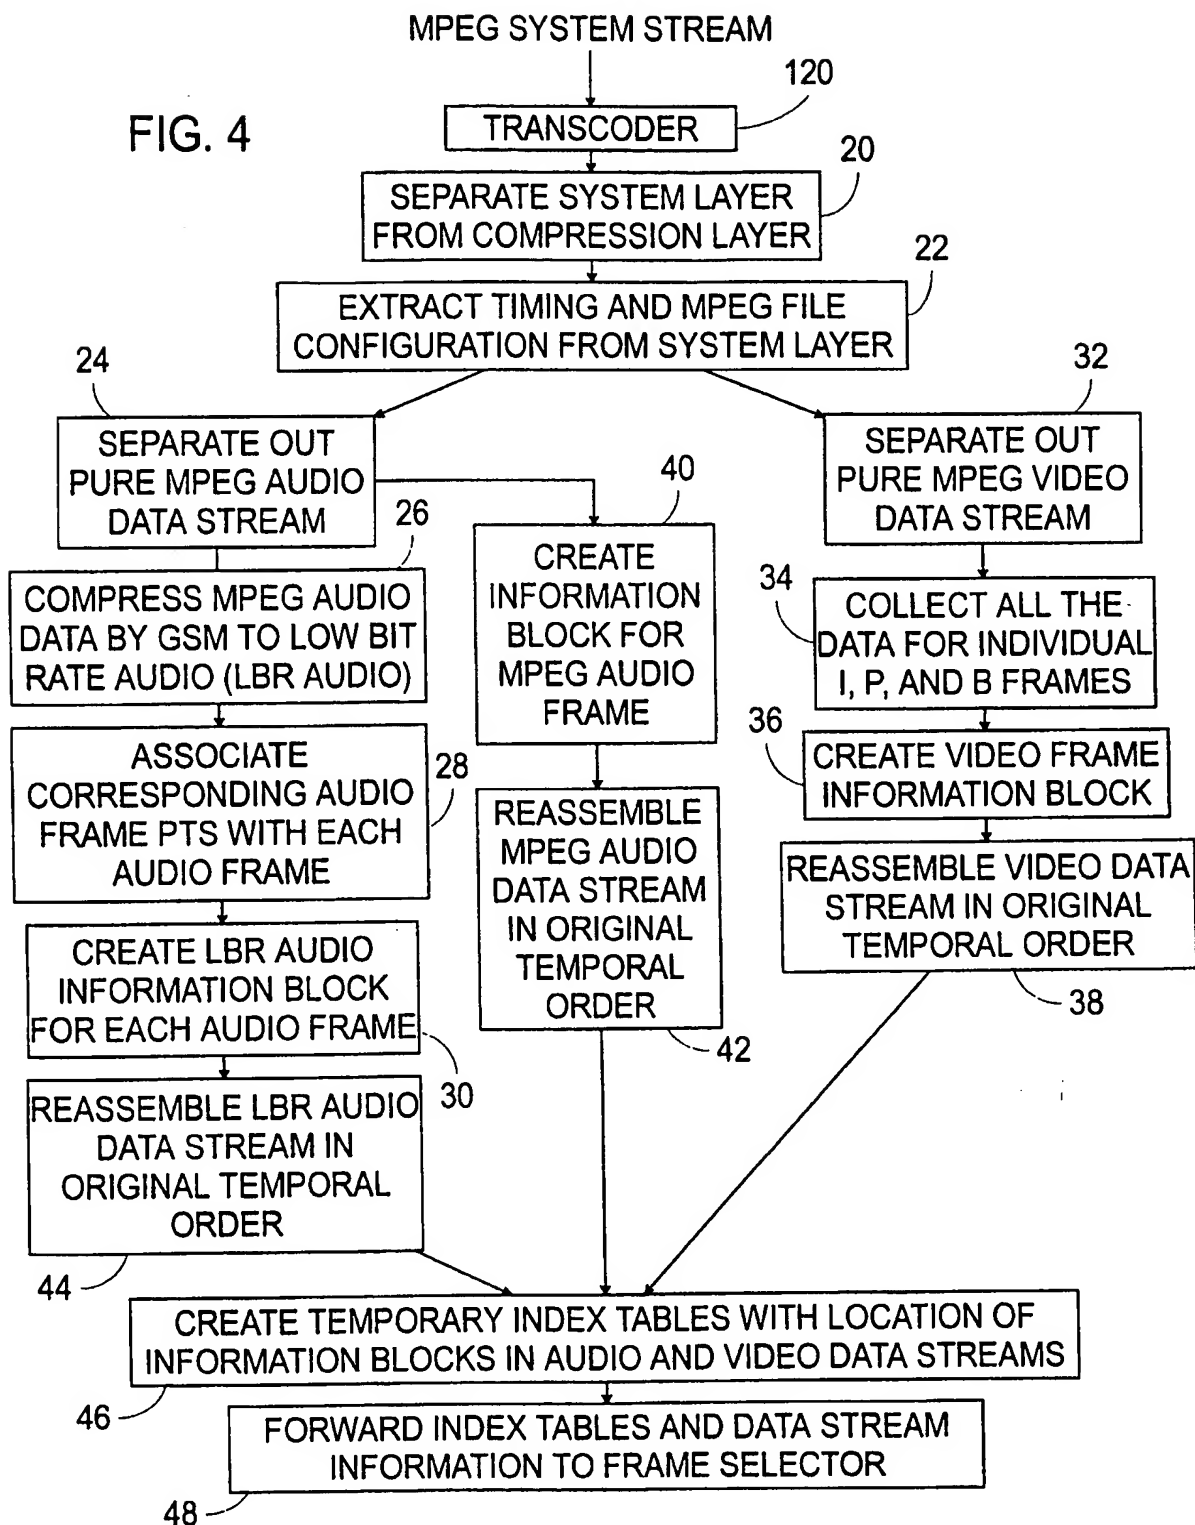 MPEG SYSTEM STREAM
FIG. 4
120
TRANSCODER
20
SEPARATE SYSTEM LAYER
FROM COMPRESSION LAYER
22
EXTRACT TIMING AND MPEG FILE
CONFIGURATION FROM SYSTEM LAYER
24
SEPARATE OUT
PURE MPEG AUDIO
DATA STREAM
26
COMPRESS MPEG AUDIO
DATA BY GSM TO LOW BIT
RATE AUDIO (LBR AUDIO)
ASSOCIATE
CORRESPONDING AUDIO
FRAME PTS WITH EACH
AUDIO FRAME
28
CREATE LBR AUDIO
INFORMATION BLOCK
FOR EACH AUDIO FRAME
30
REASSEMBLE LBR AUDIO
DATA STREAM IN
ORIGINAL TEMPORAL
ORDER
44
40
CREATE
INFORMATION
BLOCK FOR
MPEG AUDIO
FRAME
REASSEMBLE
MPEG AUDIO
DATA STREAM
IN ORIGINAL
TEMPORAL
ORDER
42
32
SEPARATE OUT
PURE MPEG VIDEO
DATA STREAM
34
COLLECT ALL THE
DATA FOR INDIVIDUAL
I, P, AND B FRAMES
36
CREATE VIDEO FRAME
INFORMATION BLOCK
REASSEMBLE VIDEO DATA
STREAM IN ORIGINAL
TEMPORAL ORDER
38
CREATE TEMPORARY INDEX TABLES WITH LOCATION OF
INFORMATION BLOCKS IN AUDIO AND VIDEO DATA STREAMS
46
FORWARD INDEX TABLES AND DATA STREAM
INFORMATION TO FRAME SELECTOR
48